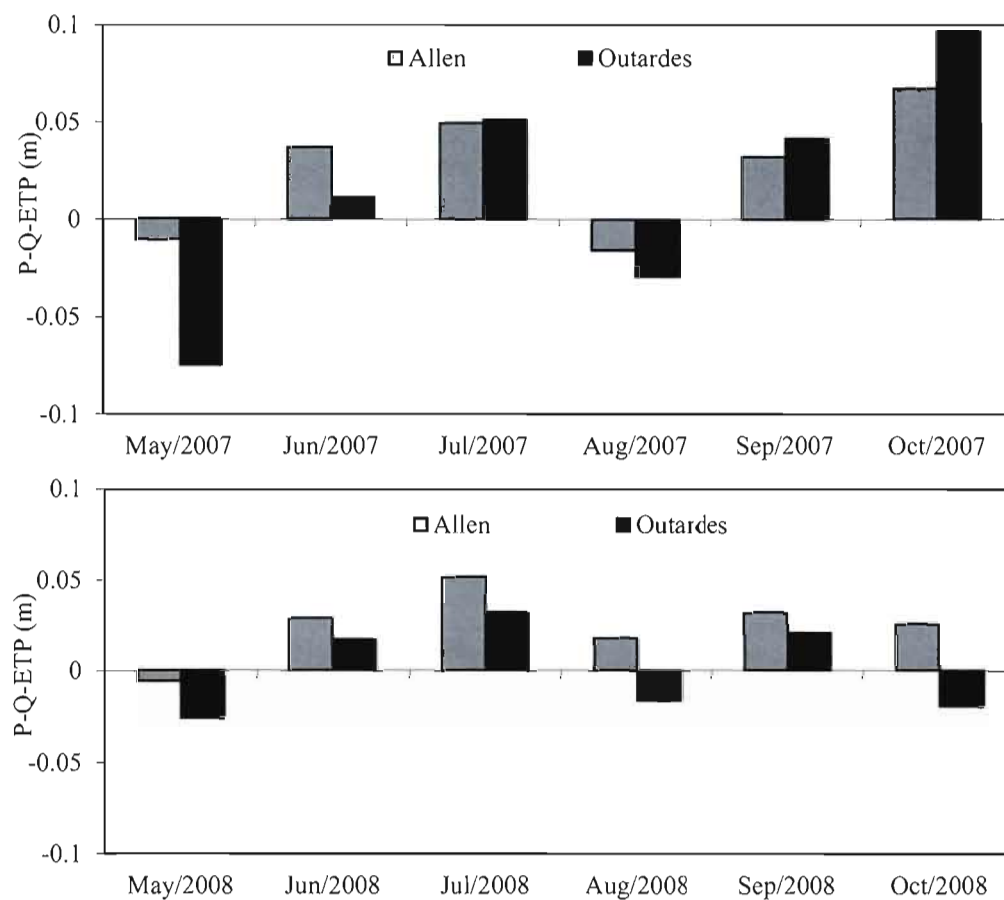 0.1
Allen Outardes
0.05
0
-0.05
-0.1
P-Q-ETP (m)
May/2007 Jun/2007 Jul/2007 Aug/2007 Sep/2007 Oct/2007
0.1
Allen Outardes
0.05
0
-0.05
-0.1
P-Q-ETP (m)
May/2008 Jun/2008 Jul/2008 Aug/2008 Sep/2008 Oct/2008